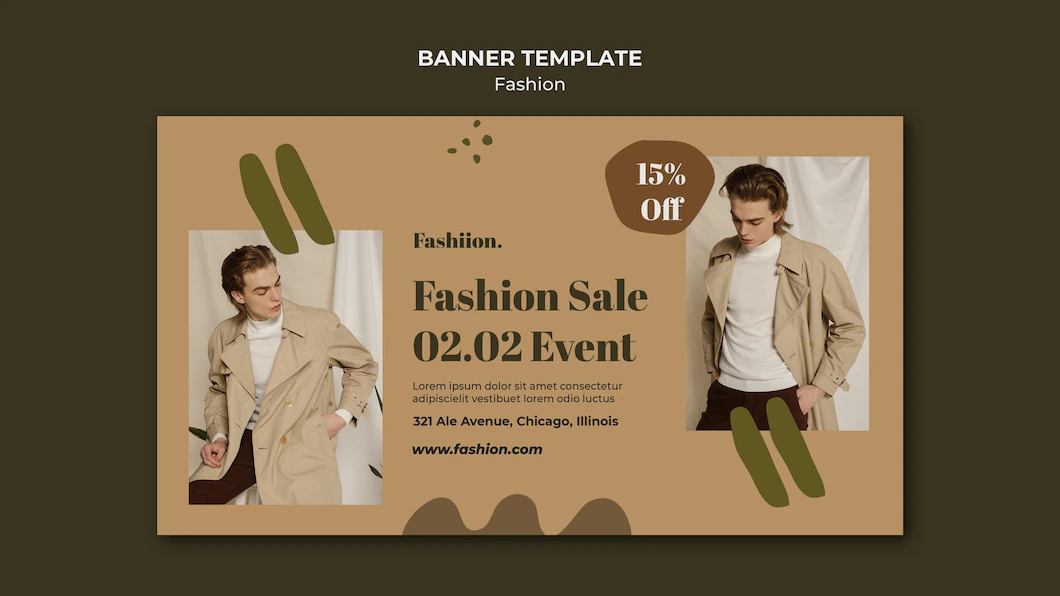 BANNER TEMPLATE
Fashion
15%
Off
Fashiion.
Fashion Sale
02.02 Event
Lorem ipsum dolor sit amet consectetur
adipiscielit vestibuet lorem odio luctus
321 Ale Avenue, Chicago, Illinois
www.fashion.com